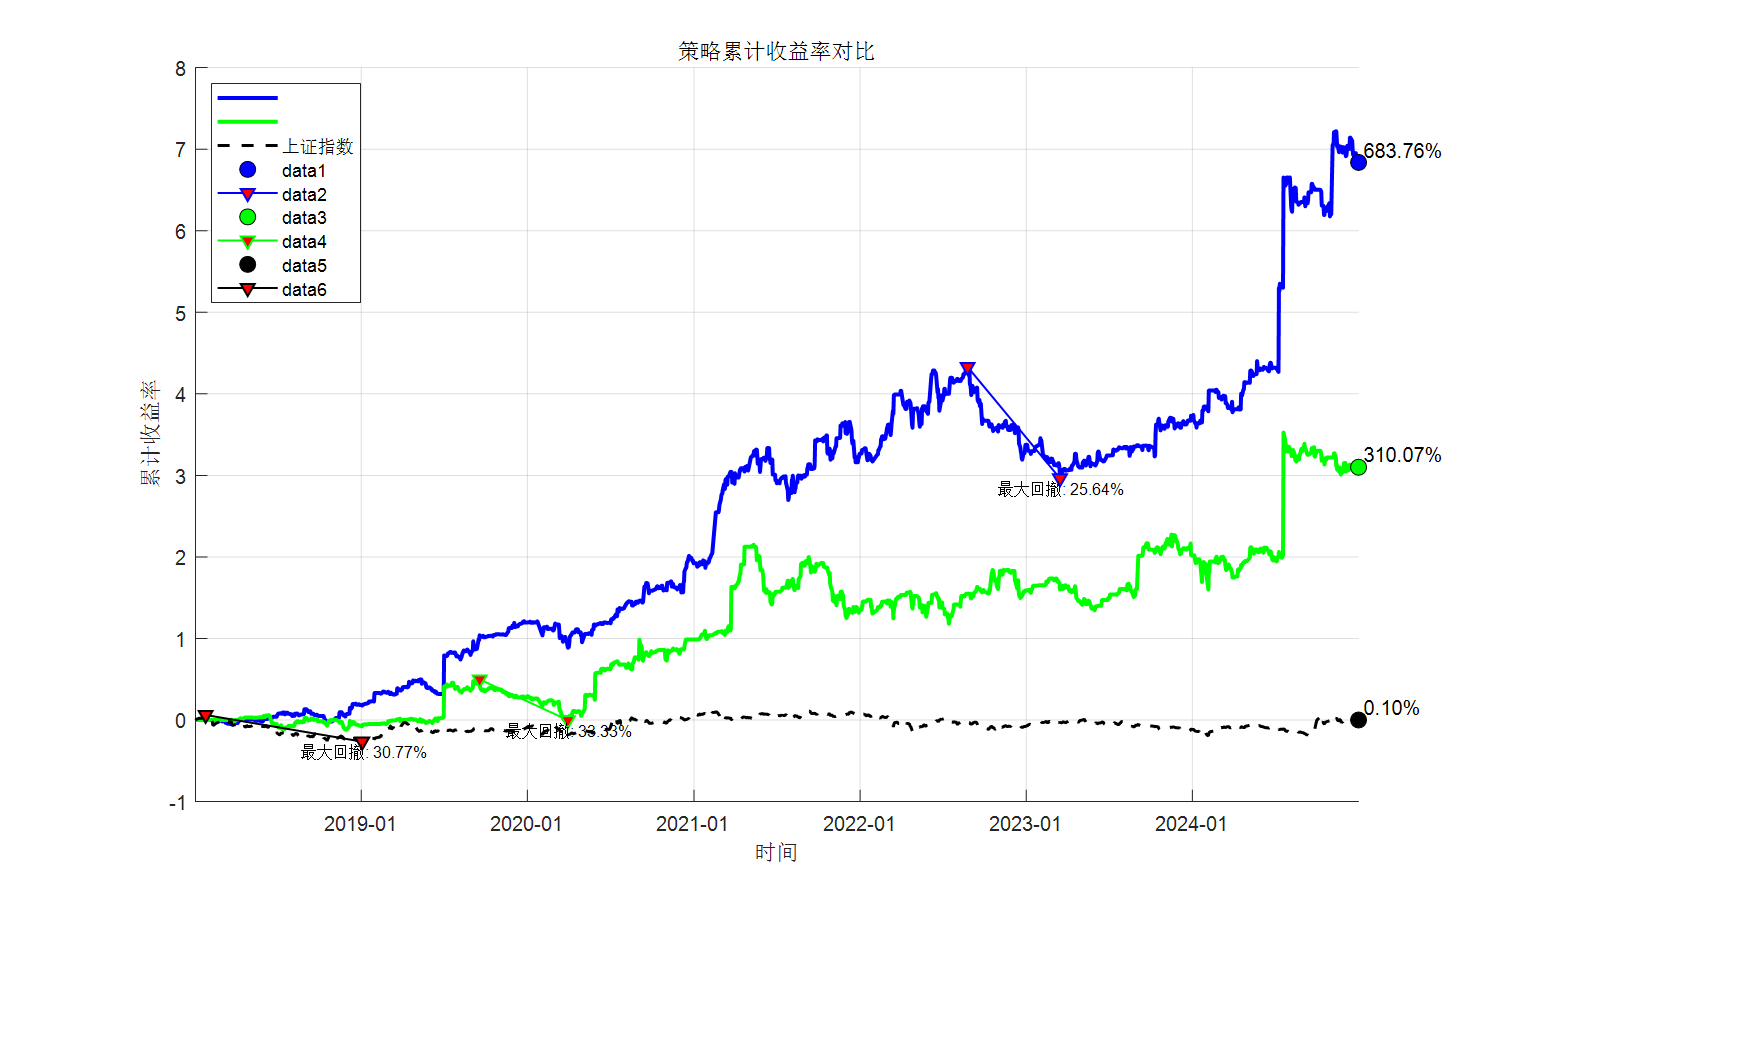 策略累计收益率对比
8
7
6
5
4
3
2
1
0
-1
累计收益率
上证指数
data1
data2
data3
data4
data5
data6
683.76%
310.07%
0.10%
最大回撤: 25.64%
最大回撤: 33.33%
最大回撤: 30.77%
2019-01
2020-01
2021-01
2022-01
2023-01
2024-01
时间